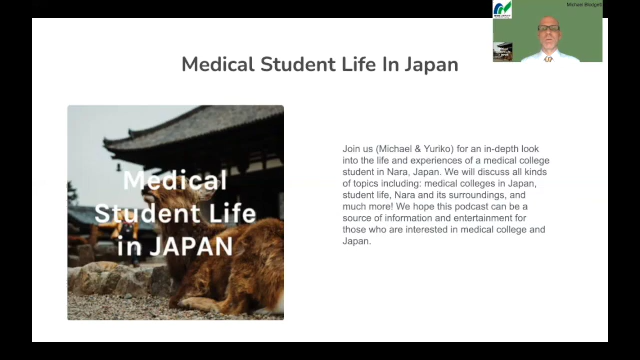 Michael Blodgett
Medical Student Life In Japan
Medical
Student Life
in JAPAN
Join us (Michael & Yuriko) for an in-depth look
into the life and experiences of a medical college
student in Nara, Japan. We will discuss all kinds
of topics including: medical colleges in Japan,
student life, Nara and its surroundings, and
much more! We hope this podcast can be a
source of information and entertainment for
those who are interested in medical college and
Japan.